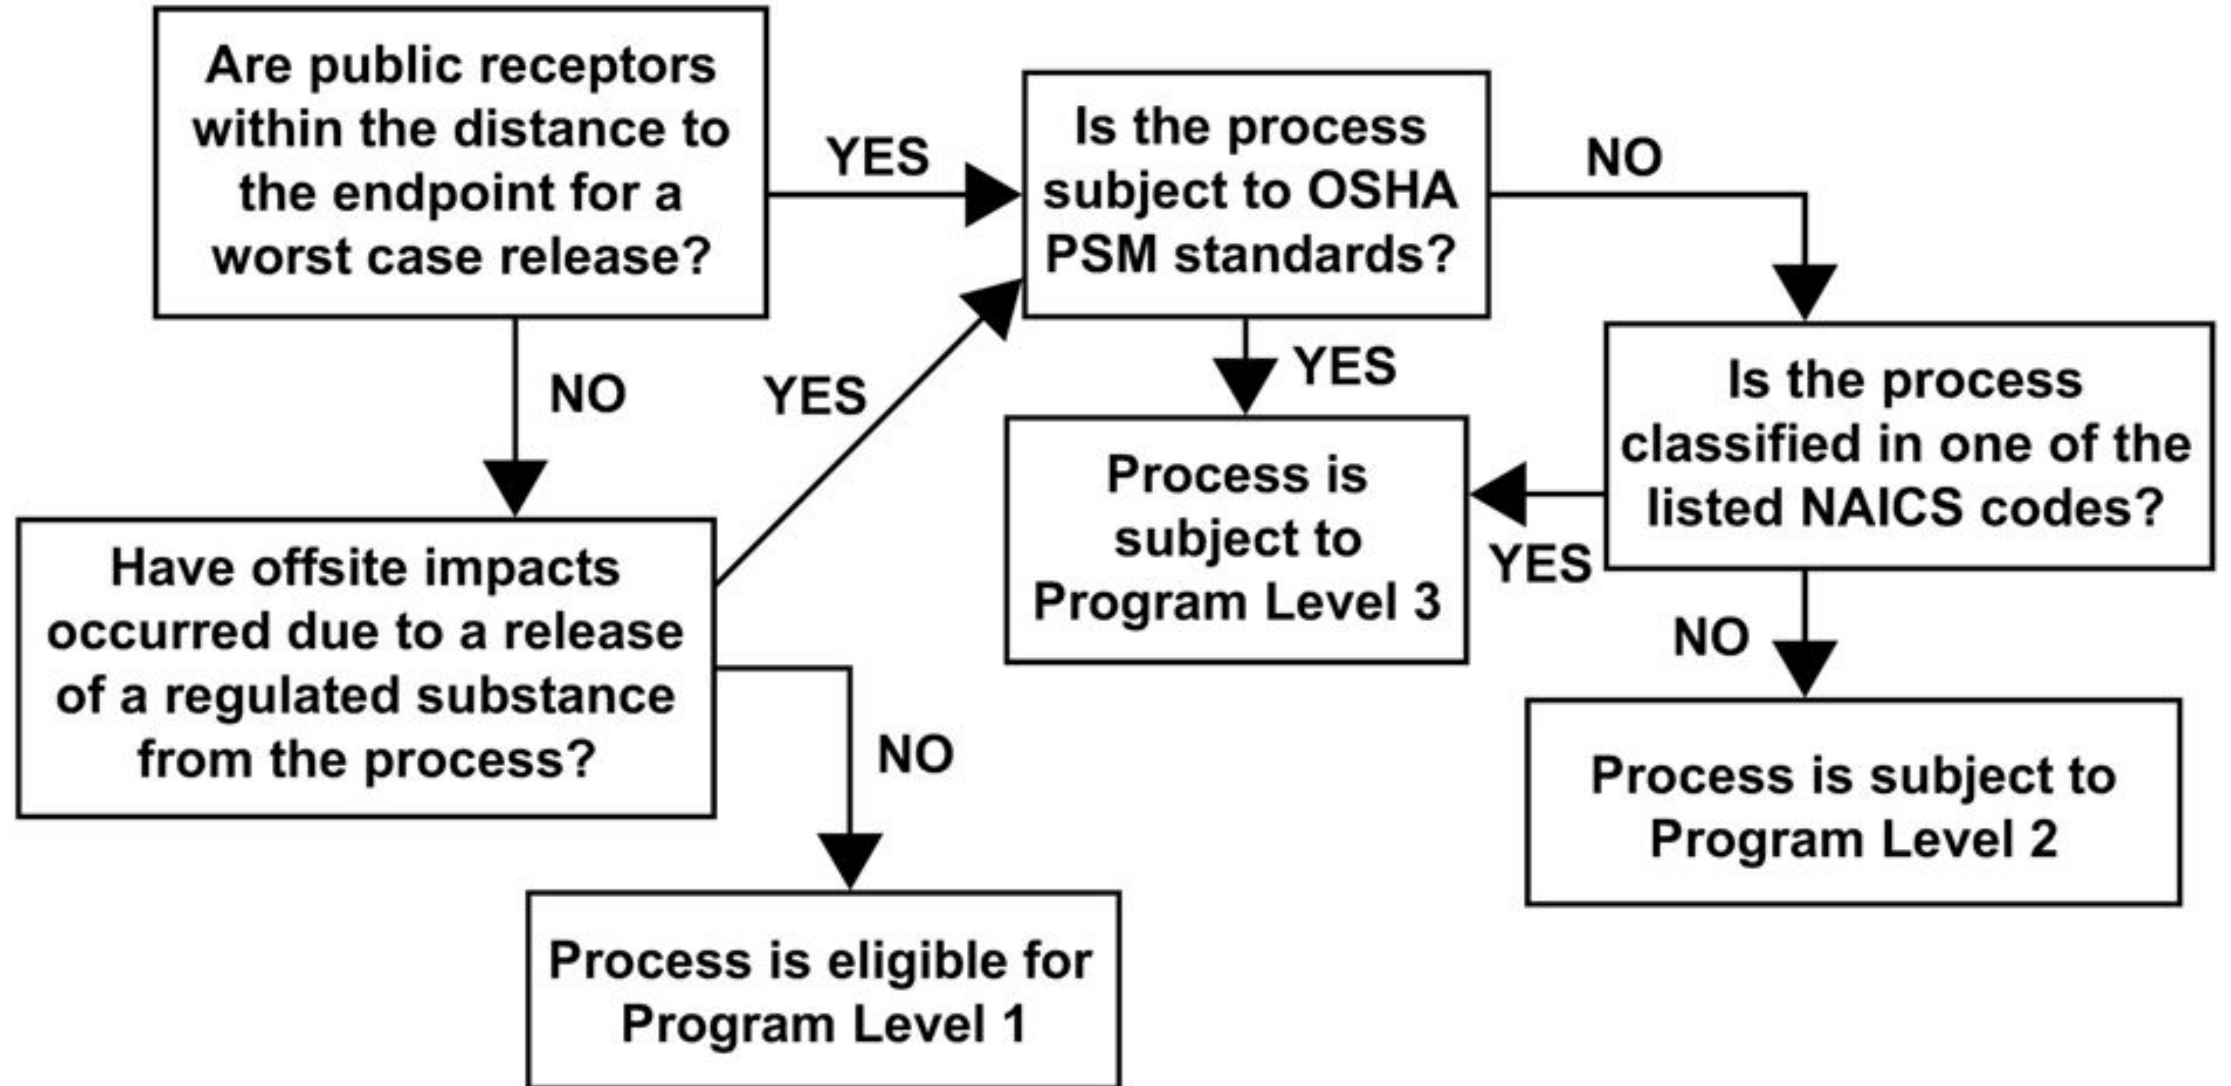 Are public receptors
within the distance to
the endpoint for a
worst case release?
YES
Is the process
subject to OSHA
PSM standards?
NO
NO
YES
YES
Is the process
classified in one of the
listed NAICS codes?
YES
Process is
subject to
Program Level 3
Have offsite impacts
occurred due to a release
of a regulated substance
from the process?
NO
NO
Process is subject to
Program Level 2
Process is eligible for
Program Level 1